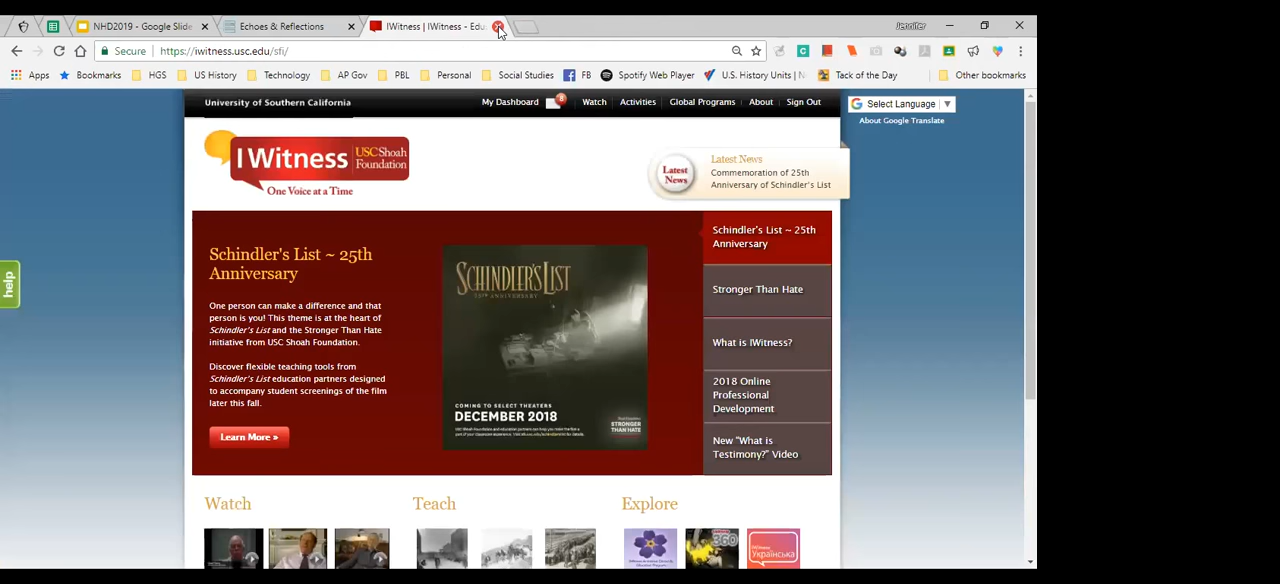 NHD2019 - Google Slide
Echoes & Reflections
IWitness | IWitness - Edu
Jennifer
Secure
https://iwitness.usc.edu/sfi/
Apps
Bookmarks
HGS
US History
Technology
AP Gov
PBL
Personal
Social Studies
FB
Spotify Web Player
U.S. History Units | N
Tack of the Day
Other bookmarks
University of Southern California
My Dashboard
8
Watch
Activities
Global Programs
About
Sign Out
Select Language
About Google Translate
IWitness
USC Shoah
Foundation
One Voice at a Time
Latest
News
Latest News
Commemoration of 25th
Anniversary of Schindler's List
Schindler's List ~ 25th
Anniversary
One person can make a difference and that
person is you! This theme is at the heart of
Schindler's List and the Stronger Than Hate
initiative from USC Shoah Foundation.
Discover flexible teaching tools from
Schindler's List education partners designed
to accompany student screenings of the film
later this fall.
Learn More »
SCHINDLER'S LIST
25TH ANNIVERSARY
COMING TO SELECT THEATERS
DECEMBER 2018
STRONGER
THAN HATE
Schindler's List ~ 25th
Anniversary
Stronger Than Hate
What is IWitness?
2018 Online
Professional
Development
New "What is
Testimony?" Video
help
Watch
Teach
Explore
360
IWitness
Українська